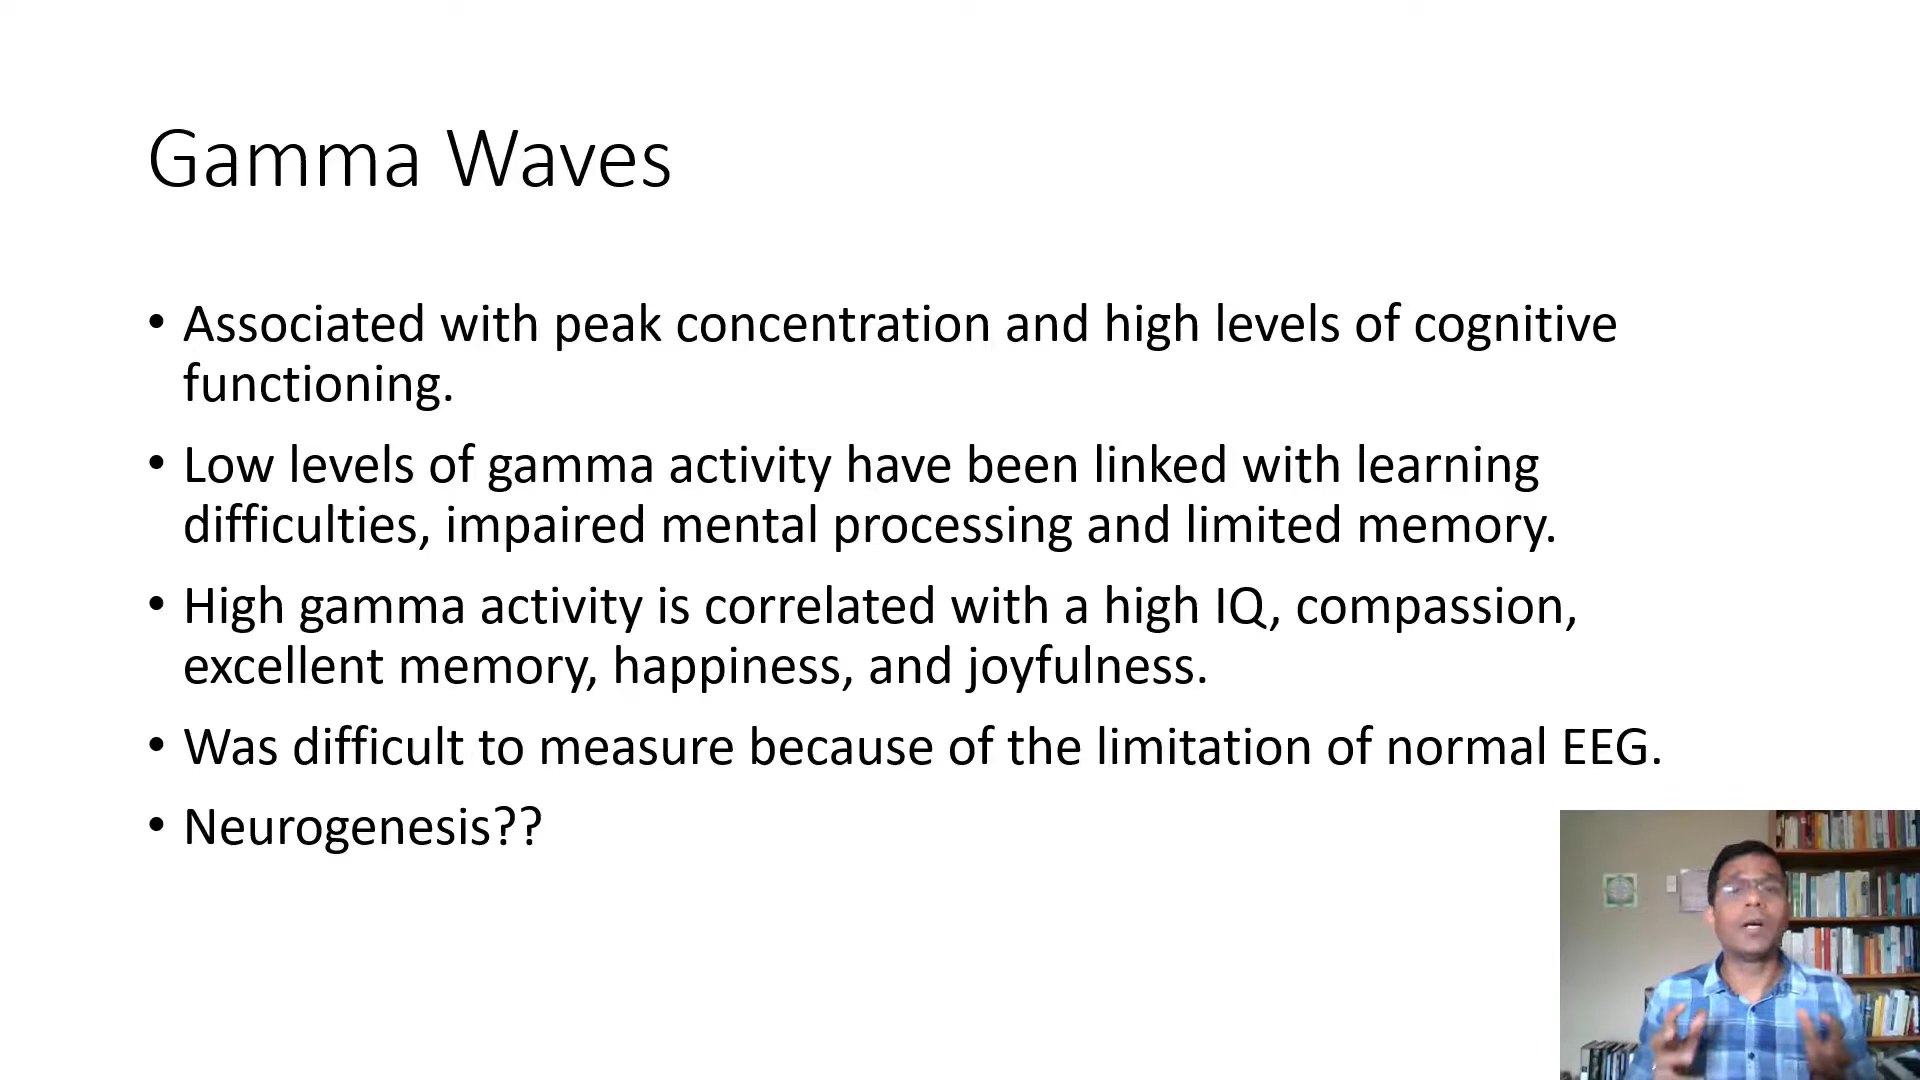 Gamma Waves
• Associated with peak concentration and high levels of cognitive
functioning.
• Low levels of gamma activity have been linked with learning
difficulties, impaired mental processing and limited memory.
• High gamma activity is correlated with a high IQ, compassion,
excellent memory, happiness, and joyfulness.
• Was difficult to measure because of the limitation of normal EEG.
• Neurogenesis??